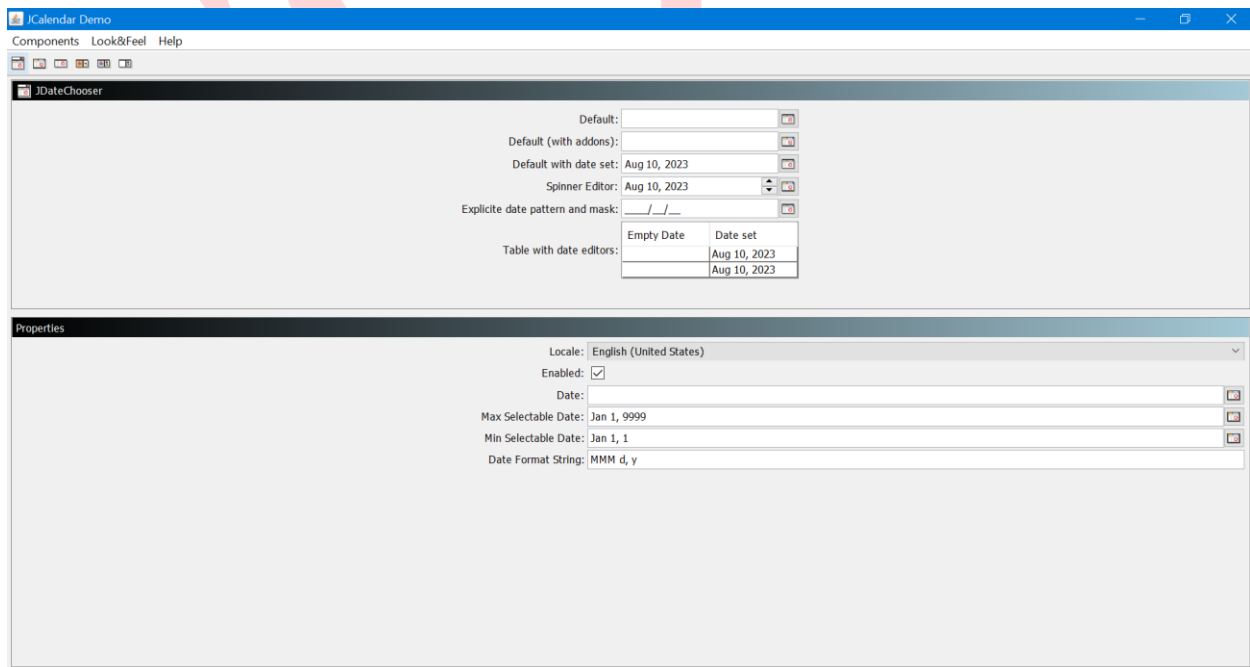 JCalendar Demo
Components Look&Feel Help
JDateChooser
Default:
Default (with addons):
Default with date set: Aug 10, 2023
Spinner Editor: Aug 10, 2023
Explicite date pattern and mask: ____/__/__
Empty Date Date set
Table with date editors: Aug 10, 2023
Aug 10, 2023
Properties
Locale: English (United States)
Enabled:
Date:
Max Selectable Date: Jan 1, 9999
Min Selectable Date: Jan 1, 1
Date Format String: MMM d, y